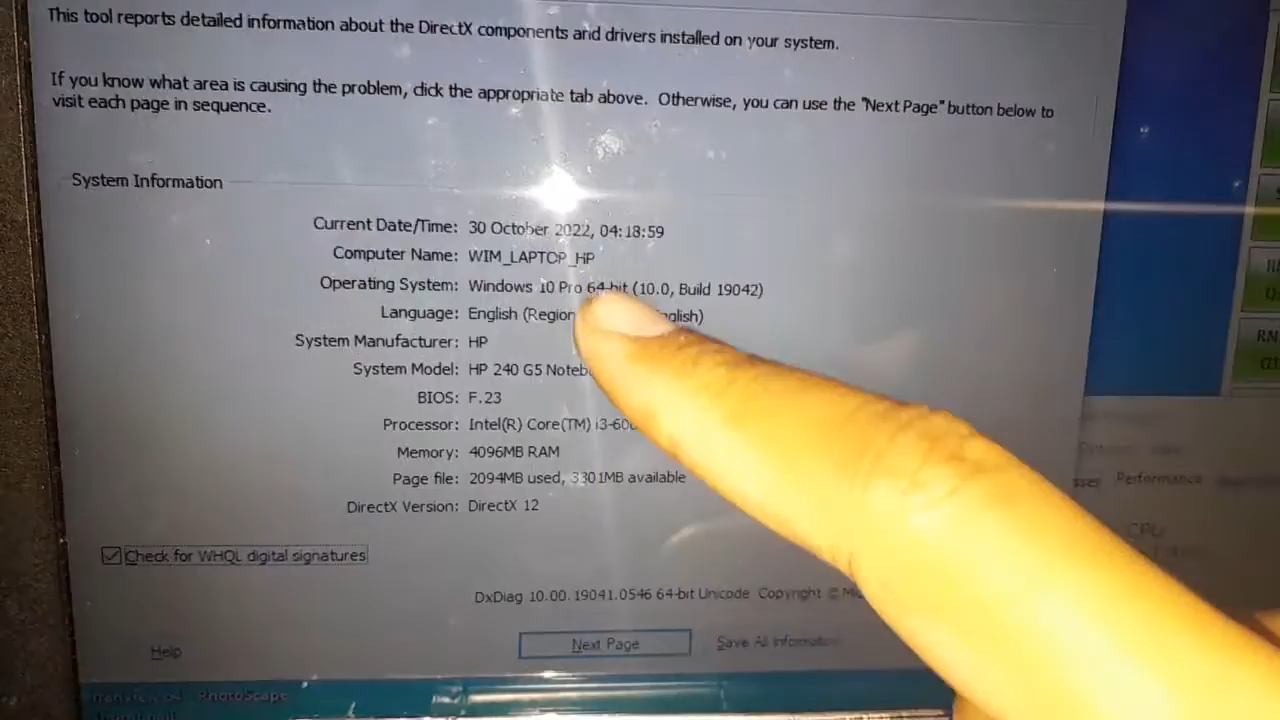 This tool reports detailed information about the DirectX components and drivers installed on your system.
If you know what area is causing the problem, click the appropriate tab above. Otherwise, you can use the "Next Page" button below to
visit each page in sequence.
System Information
Current Date/Time: 30 October 2022, 04:18:59
Computer Name: WIM_LAPTOP_HP
Operating System: Windows 10 Pro 64-bit (10.0, Build 19042)
Language: English
System Manufacturer: HP
System Model: HP 240 G5
BIOS: F.23
Processor: Intel(R) Core(TM)
Memory: 4096MB RAM
Page file: 2094MB used, 3301MB available
DirectX Version: DirectX 12
Check for WHQL digital signatures
DxDiag 10.00.19041.0546 64-bit Unicode Copyright ©
Help
Next Page
Save All Information
Performance
CPU
PhotoScape